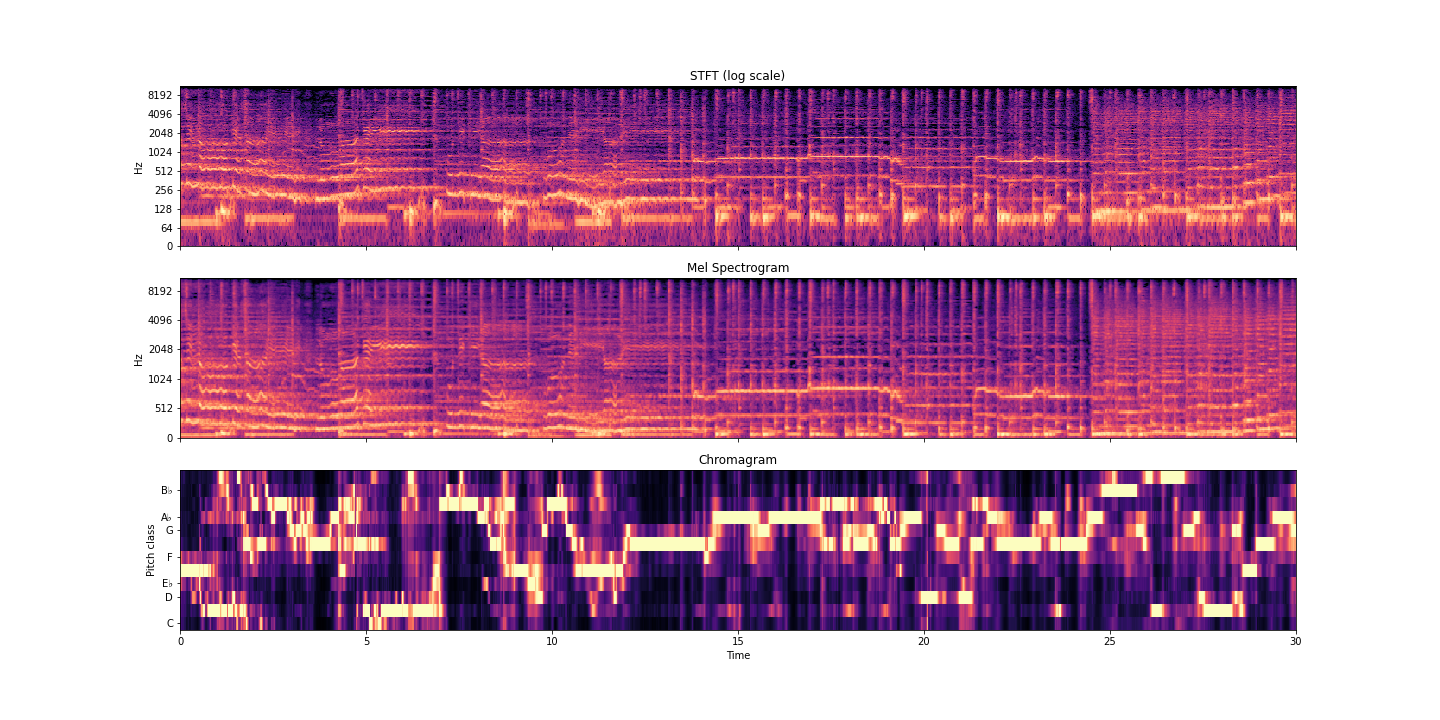 STFT (log scale)
8192
4096
2048
1024
512
256
128
64
0
Hz
Mel Spectrogram
8192
4096
2048
1024
512
0
Hz
Chromagram
B♭
A♭
G
F
E♭
D
C
Pitch class
0 5 10 15 20 25 30
Time